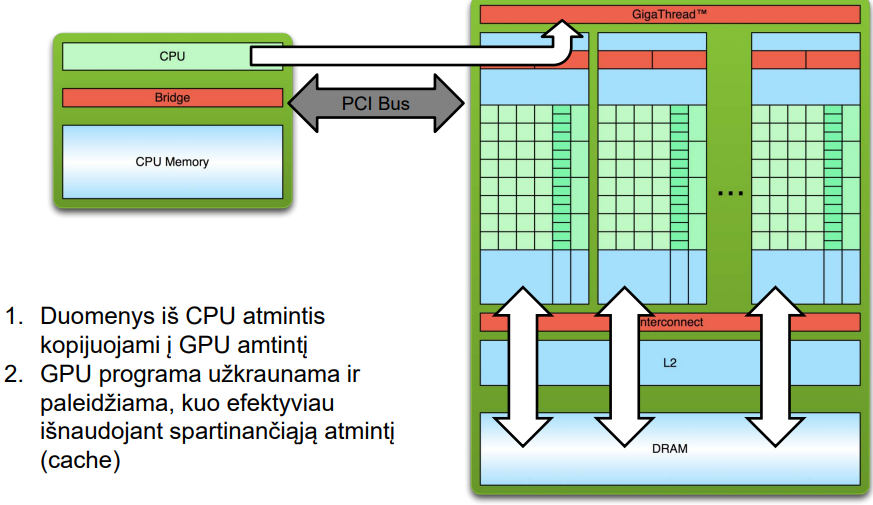 GigaThread™
CPU
Bridge
PCI Bus
CPU Memory
...
1. Duomenys iš CPU atmintis
kopijuojami į GPU amtintį
2. GPU programa užkraunama ir
paleidžiama, kuo efektyviau
išnaudojant spartinančiąją atmintį
(cache)
nterconnect
L2
DRAM